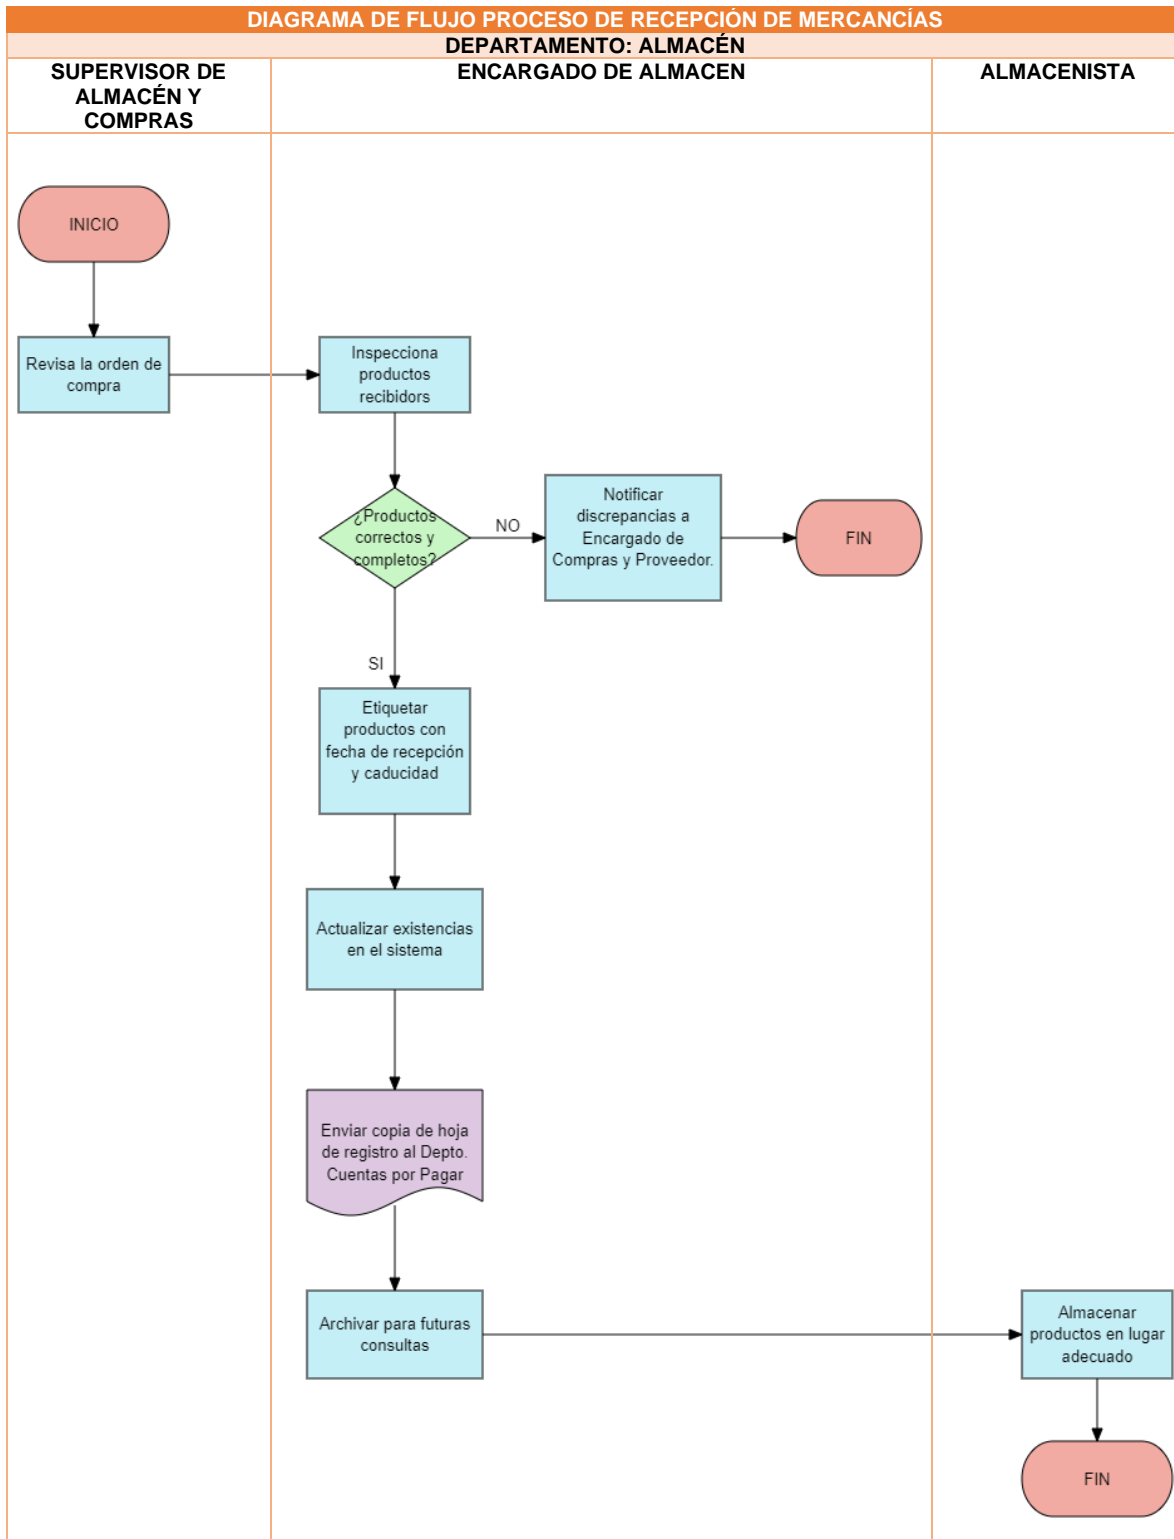 DIAGRAMA DE FLUJO PROCESO DE RECEPCIÓN DE MERCANCÍAS
DEPARTAMENTO: ALMACÉN
SUPERVISOR DE
ALMACÉN Y
COMPRAS
ENCARGADO DE ALMACEN
ALMACENISTA
INICIO
Revisa la orden de
compra
Inspecciona
productos
recibidors
¿Productos
correctos y
completos?
NO
Notificar
discrepancias a
Encargado de
Compras y Proveedor.
FIN
SI
Etiquetar
productos con
fecha de recepción
y caducidad
Actualizar existencias
en el sistema
Enviar copia de hoja
de registro al Depto.
Cuentas por Pagar
Archivar para futuras
consultas
Almacenar
productos en lugar
adecuado
FIN